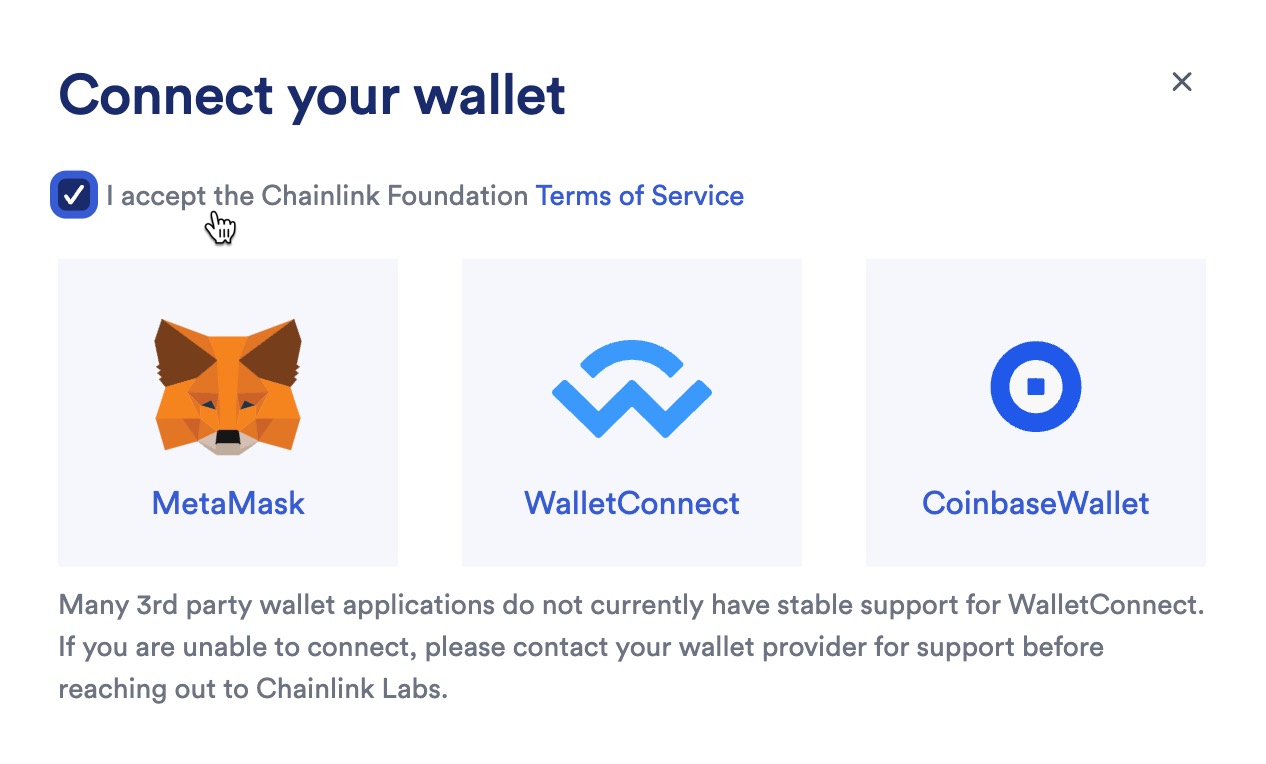 Connect your wallet
I accept the Chainlink Foundation Terms of Service
MetaMask
WalletConnect
CoinbaseWallet
Many 3rd party wallet applications do not currently have stable support for WalletConnect.
If you are unable to connect, please contact your wallet provider for support before
reaching out to Chainlink Labs.